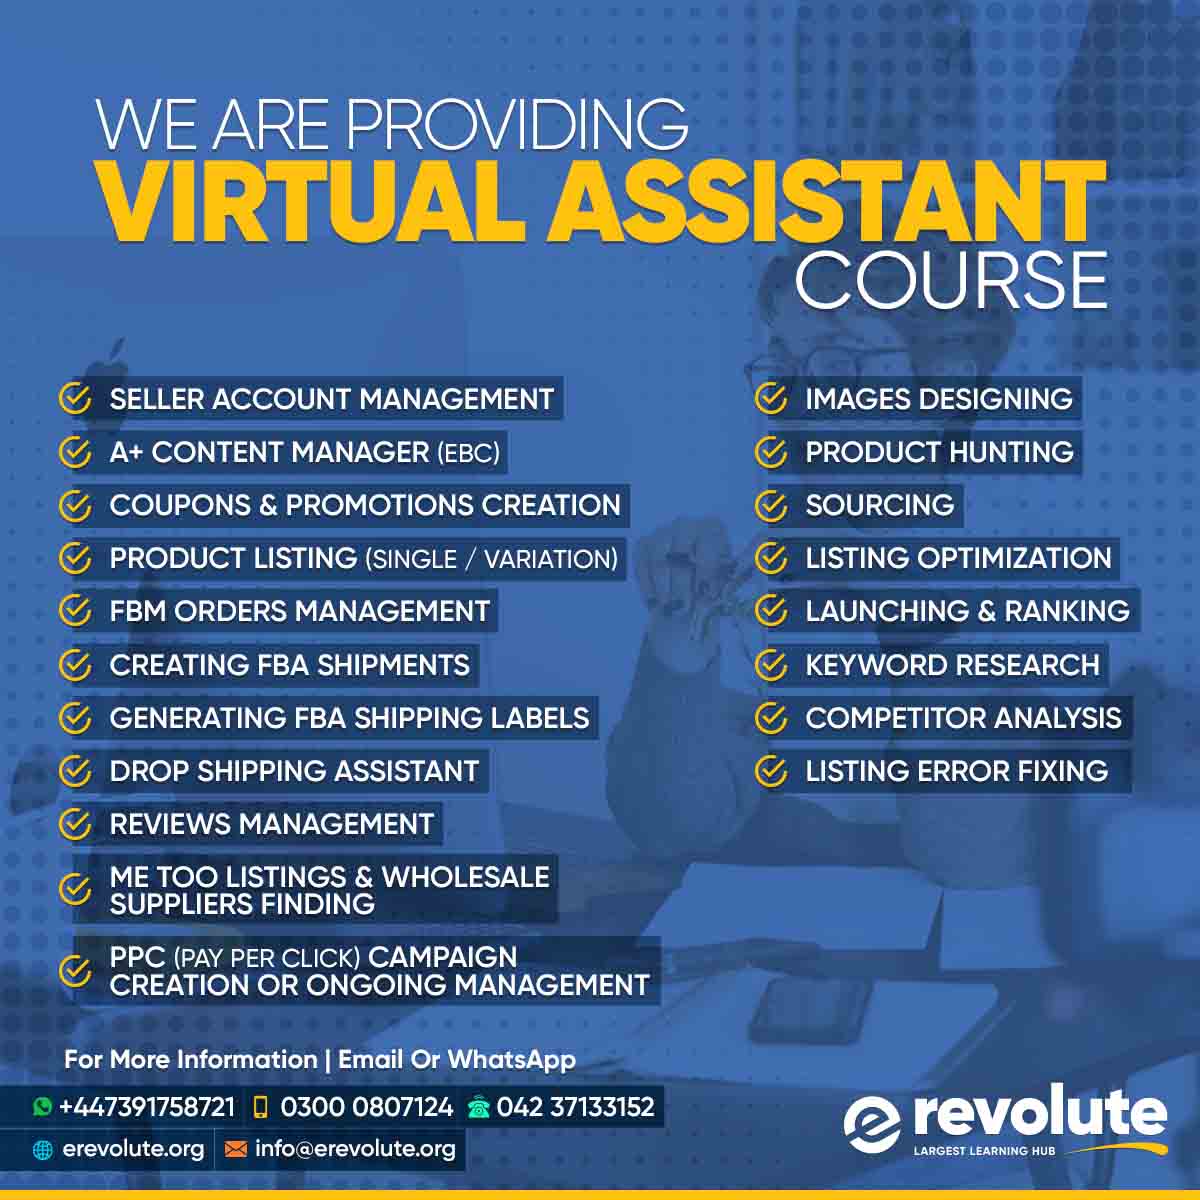 WE ARE PROVIDING
VIRTUAL ASSISTANT
COURSE
SELLER ACCOUNT MANAGEMENT
A+ CONTENT MANAGER (EBC)
COUPONS & PROMOTIONS CREATION
PRODUCT LISTING (SINGLE / VARIATION)
FBM ORDERS MANAGEMENT
CREATING FBA SHIPMENTS
GENERATING FBA SHIPPING LABELS
DROP SHIPPING ASSISTANT
REVIEWS MANAGEMENT
ME TOO LISTINGS & WHOLESALE
SUPPLIERS FINDING
PPC (PAY PER CLICK) CAMPAIGN
CREATION OR ONGOING MANAGEMENT
IMAGES DESIGNING
PRODUCT HUNTING
SOURCING
LISTING OPTIMIZATION
LAUNCHING & RANKING
KEYWORD RESEARCH
COMPETITOR ANALYSIS
LISTING ERROR FIXING
For More Information | Email Or WhatsApp
+447391758721 0300 0807124 042 37133152
erevolute.org info@erevolute.org
e revolute
LARGEST LEARNING HUB